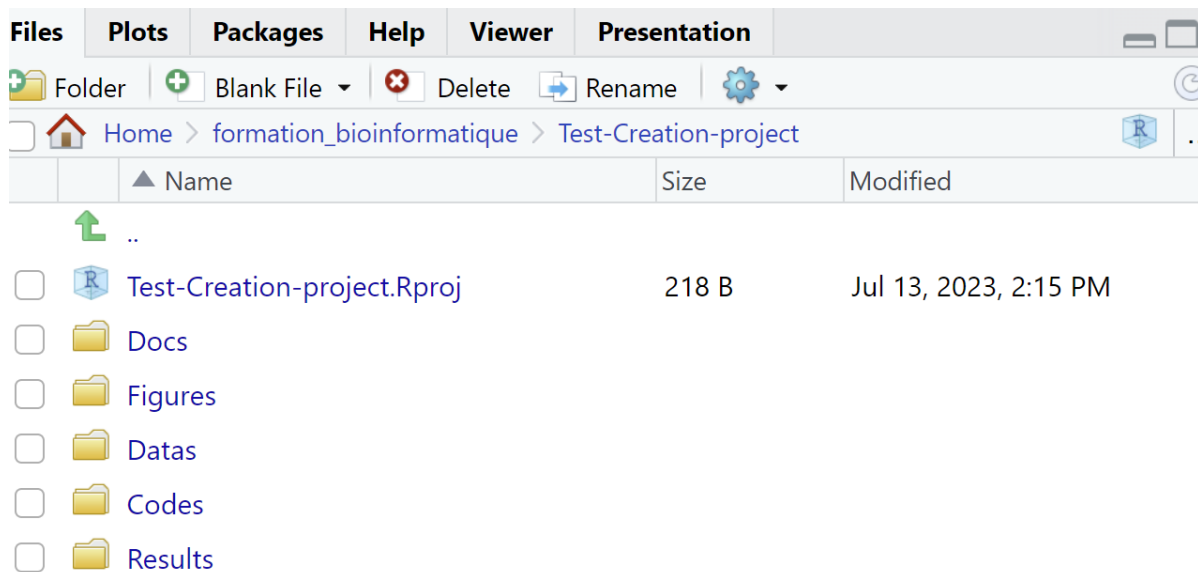 Files Plots Packages Help Viewer Presentation
Folder Blank File Delete Rename
Home formation_bioinformatique Test-Creation-project R ..
Name Size Modified
..
R Test-Creation-project.Rproj 218 B Jul 13, 2023, 2:15 PM
Docs
Figures
Datas
Codes
Results